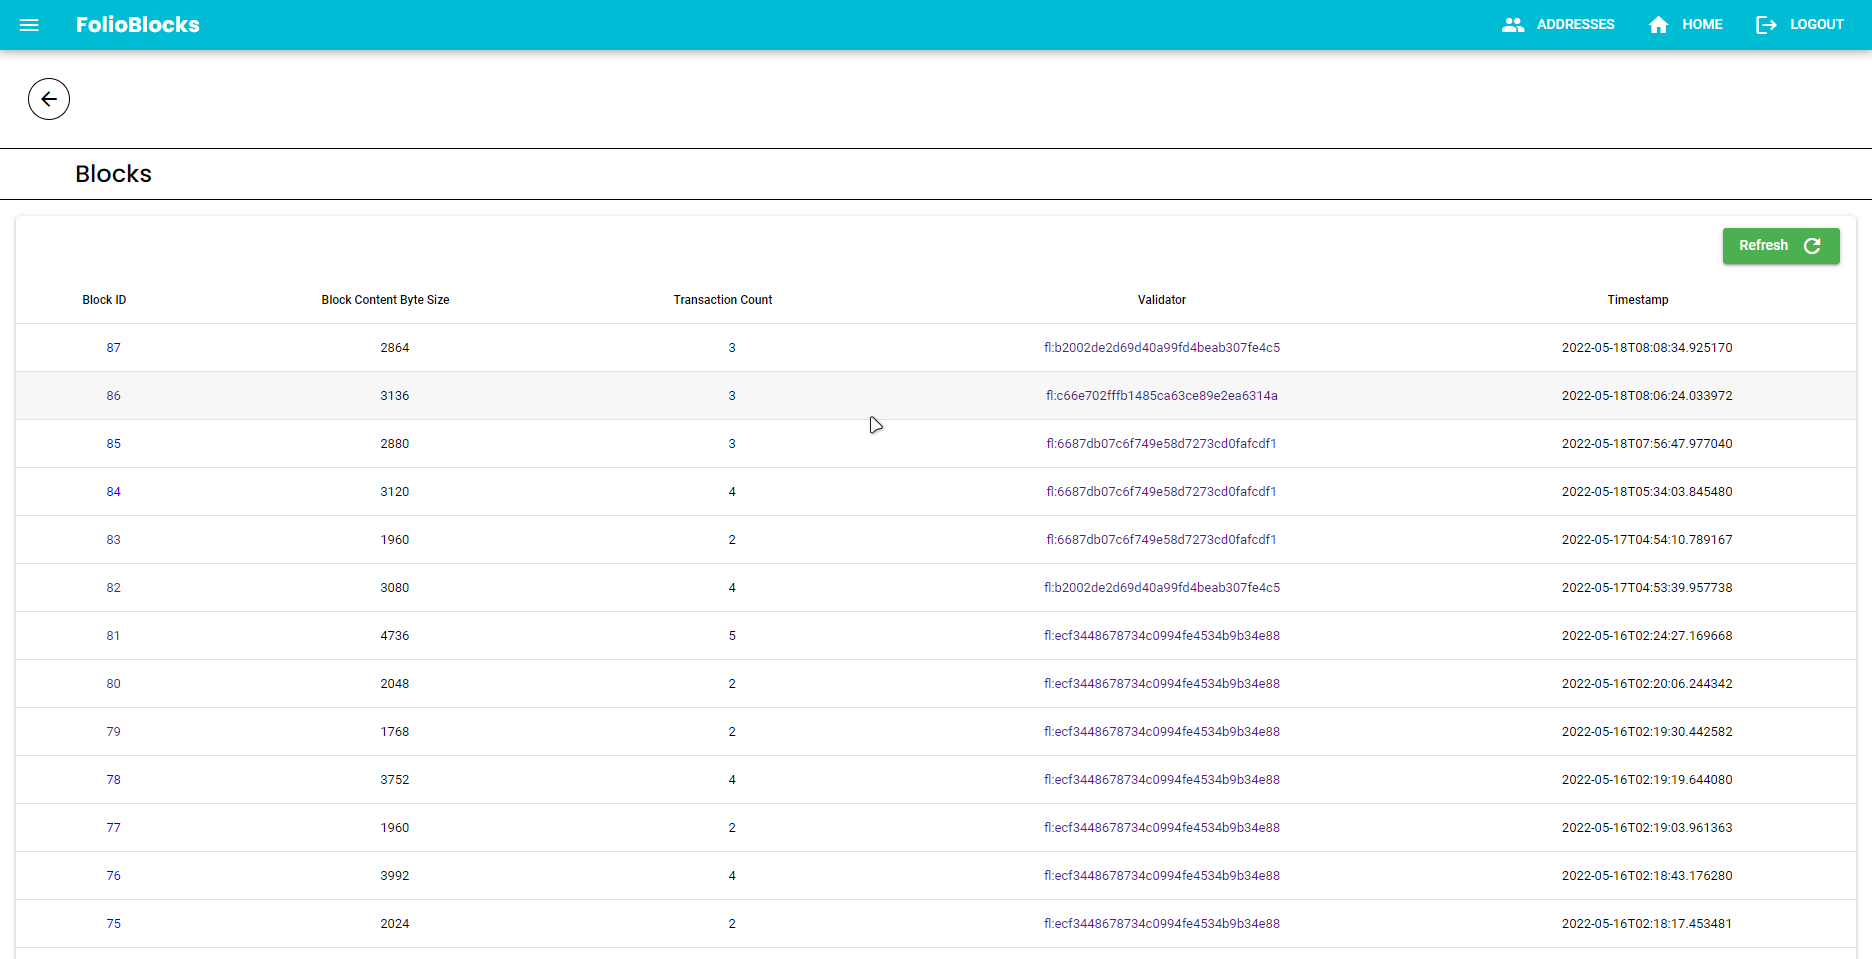 FolioBlocks ADDRESSES HOME LOGOUT
Blocks
Refresh
Block ID Block Content Byte Size Transaction Count Validator Timestamp
87 2864 3 fl:b2002de2d69d40a99fd4beab307fe4c5 2022-05-18T08:08:34.925170
86 3136 3 fl:c66e702fffb1485ca63ce89e2ea6314a 2022-05-18T08:06:24.033972
85 2880 3 fl:6687db07c6f749e58d7273cd0fafcdf1 2022-05-18T07:56:47.977040
84 3120 4 fl:6687db07c6f749e58d7273cd0fafcdf1 2022-05-18T05:34:03.845480
83 1960 2 fl:6687db07c6f749e58d7273cd0fafcdf1 2022-05-17T04:54:10.789167
82 3080 4 fl:b2002de2d69d40a99fd4beab307fe4c5 2022-05-17T04:53:39.957738
81 4736 5 fl:ecf3448678734c0994fe4534b9b34e88 2022-05-16T02:24:27.169668
80 2048 2 fl:ecf3448678734c0994fe4534b9b34e88 2022-05-16T02:20:06.244342
79 1768 2 fl:ecf3448678734c0994fe4534b9b34e88 2022-05-16T02:19:30.442582
78 3752 4 fl:ecf3448678734c0994fe4534b9b34e88 2022-05-16T02:19:19.644080
77 1960 2 fl:ecf3448678734c0994fe4534b9b34e88 2022-05-16T02:19:03.961363
76 3992 4 fl:ecf3448678734c0994fe4534b9b34e88 2022-05-16T02:18:43.176280
75 2024 2 fl:ecf3448678734c0994fe4534b9b34e88 2022-05-16T02:18:17.453481